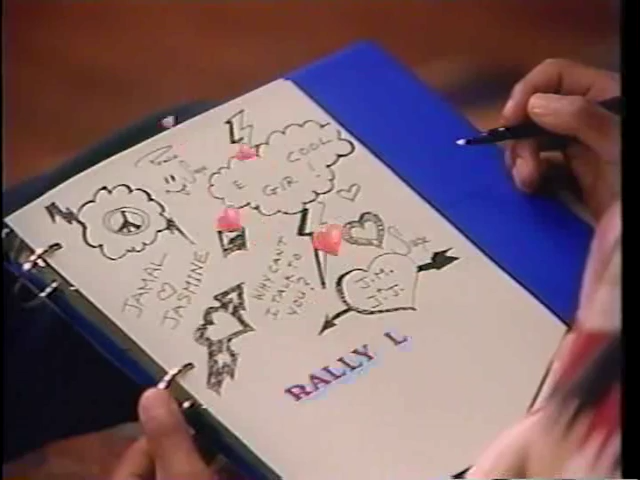 COOL
GIRL
JAMAL
JASMINE
WHY CAN'T
I TALK TO
YOU?
J.M.
J.J.
RALLY L